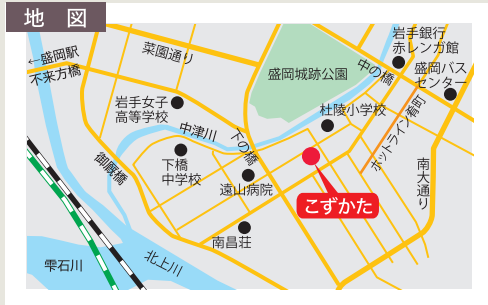 地図
←盛岡駅
不来方橋
菜園通り
盛岡城跡公園
中の橋
岩手銀行
赤レンガ館
盛岡バス
センター
岩手女子
高等学校
中津川
下の橋
杜陵小学校
ホットライン肴町
御厩橋
下橋
中学校
遠山病院
こずかた
南大通り
南昌荘
雫石川
北上川